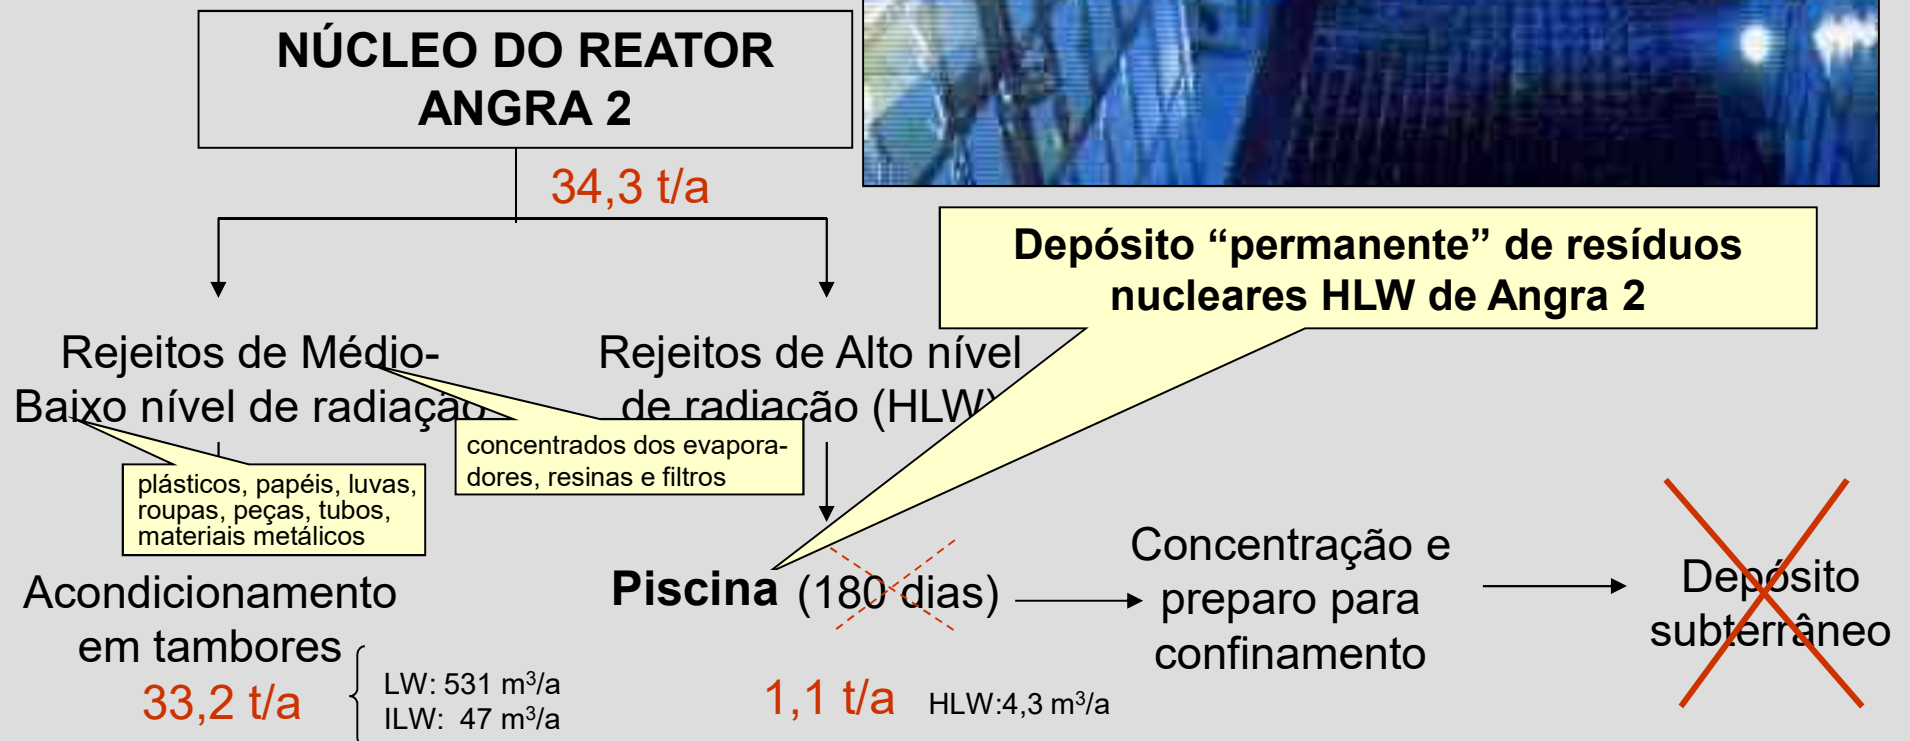 NÚCLEO DO REATOR
ANGRA 2
34,3 t/a
Depósito “permanente” de resíduos
nucleares HLW de Angra 2
Rejeitos de Médio-
Baixo nível de radiação
Rejeitos de Alto nível
de radiação (HLW)
concentrados dos evapora-
dores, resinas e filtros
plásticos, papéis, luvas,
roupas, peças, tubos,
materiais metálicos
Acondicionamento
em tambores
33,2 t/a
LW: 531 m³/a
ILW: 47 m³/a
Piscina (180 dias)
1,1 t/a HLW:4,3 m³/a
Concentração e
preparo para
confinamento
Depósito
subterrâneo